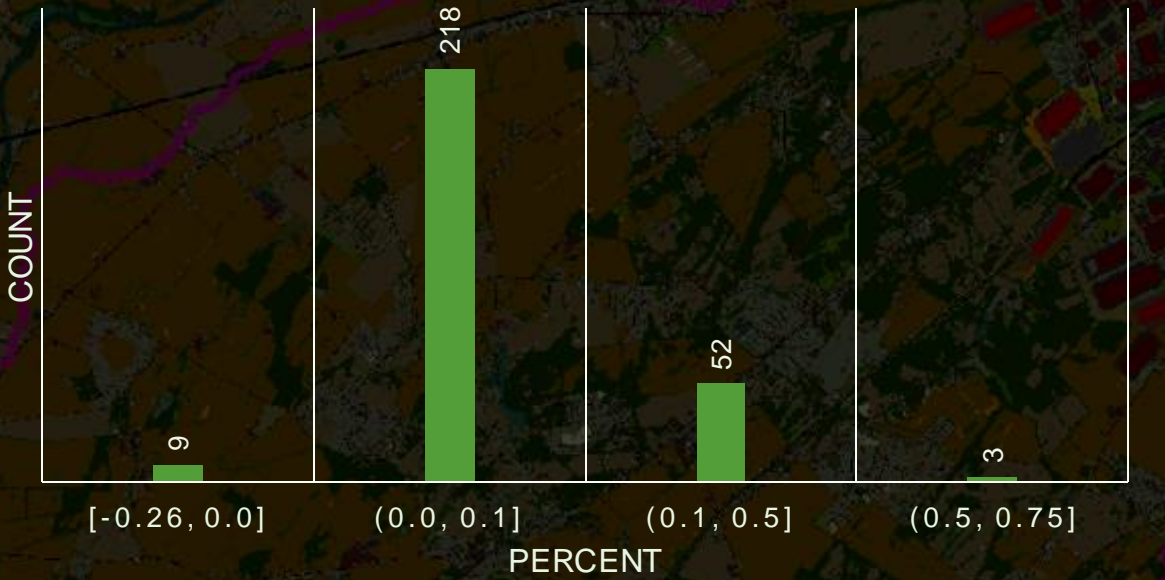 218
52
9
3
COUNT
[-0.26, 0.0] (0.0, 0.1] (0.1, 0.5] (0.5, 0.75]
PERCENT